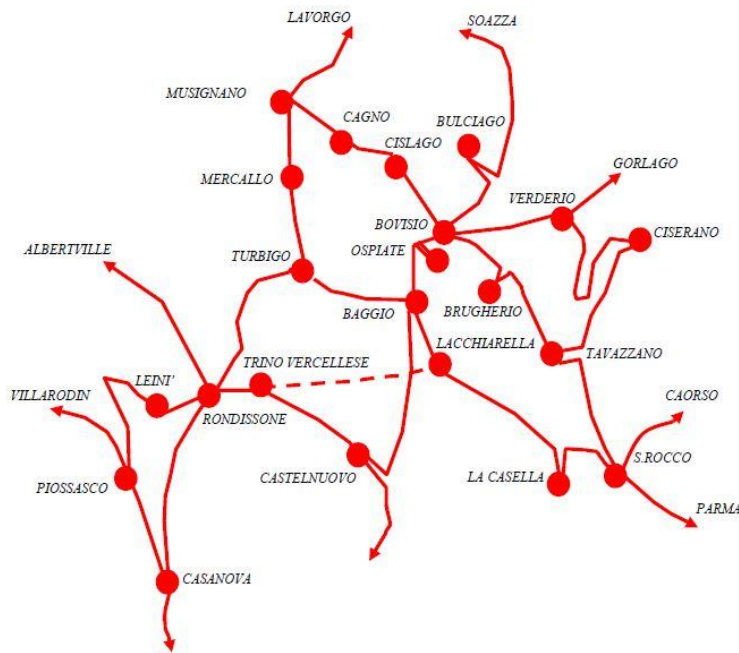 LAVORGO
SOAZZA
MUSIGNANO
CAGNO
BULCIAGO
CISLAGO
GORLAGO
MERCALLO
VERDERIO
BOVISIO
CISERANO
ALBERTVILLE
OSPIATE
TURBIGO
BAGGIO
BRUGHERIO
LACCHIARELLA
TAVAZZANO
TRINO VERCELLESE
LEINI'
VILLARODIN
CAORSO
RONDISSONE
PIOSSASCO
CASTELNUOVO
LA CASELLA
S.ROCCO
PARMA
CASANOVA